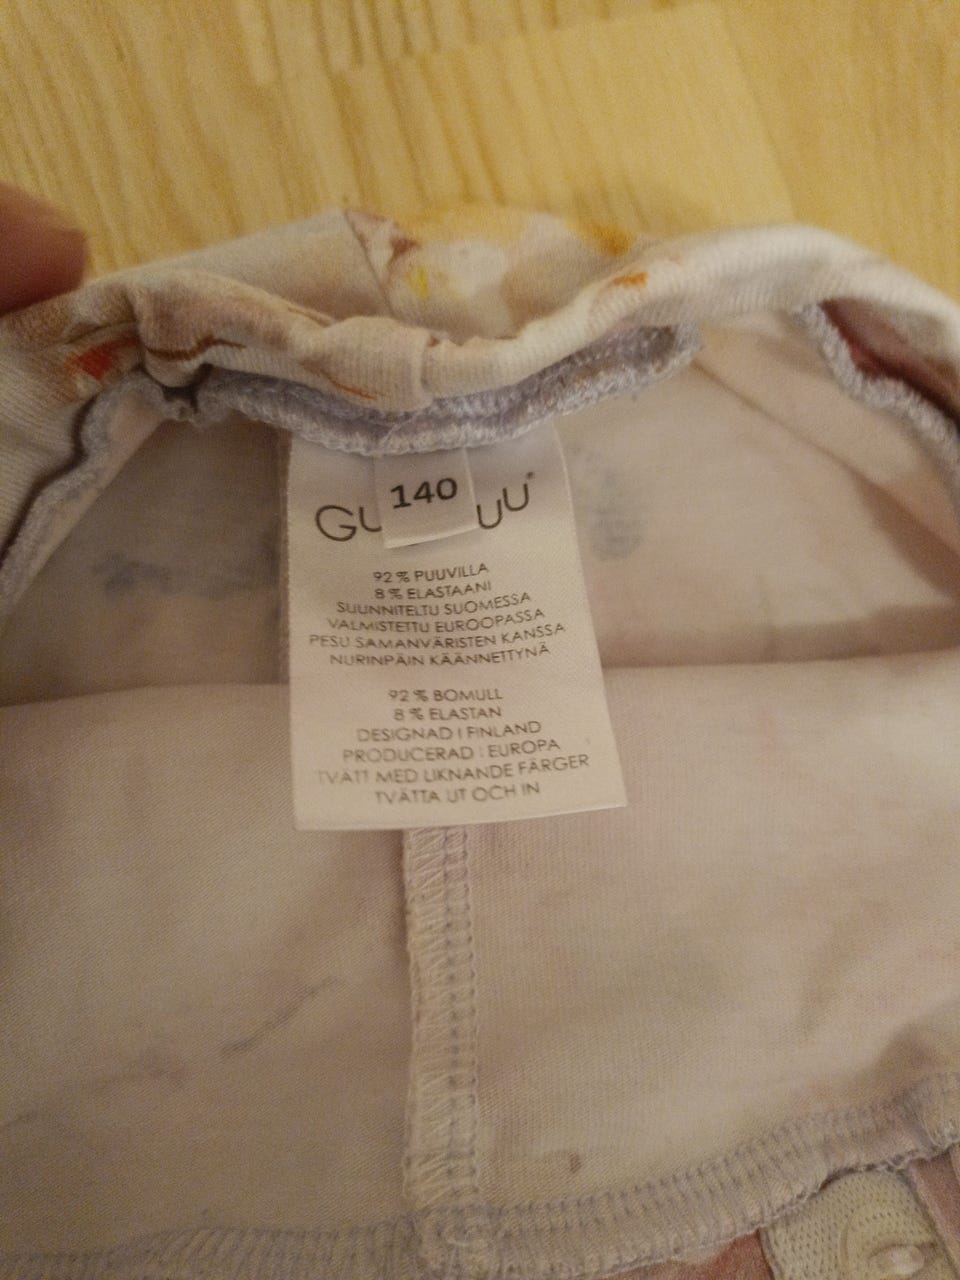 140
GU UU
92 % PUUVILLA
8 % ELASTAANI
SUUNNITELTU SUOMESSA
VALMISTETTU EUROOPASSA
PESU SAMANVÄRISTEN KANSSA
NURINPÄIN KÄÄNNETTYNÄ
92 % BOMULL
8 % ELASTAN
DESIGNAD I FINLAND
PRODUCERAD I EUROPA
TVÄTT MED LIKNANDE FÄRGER
TVÄTTA UT OCH IN